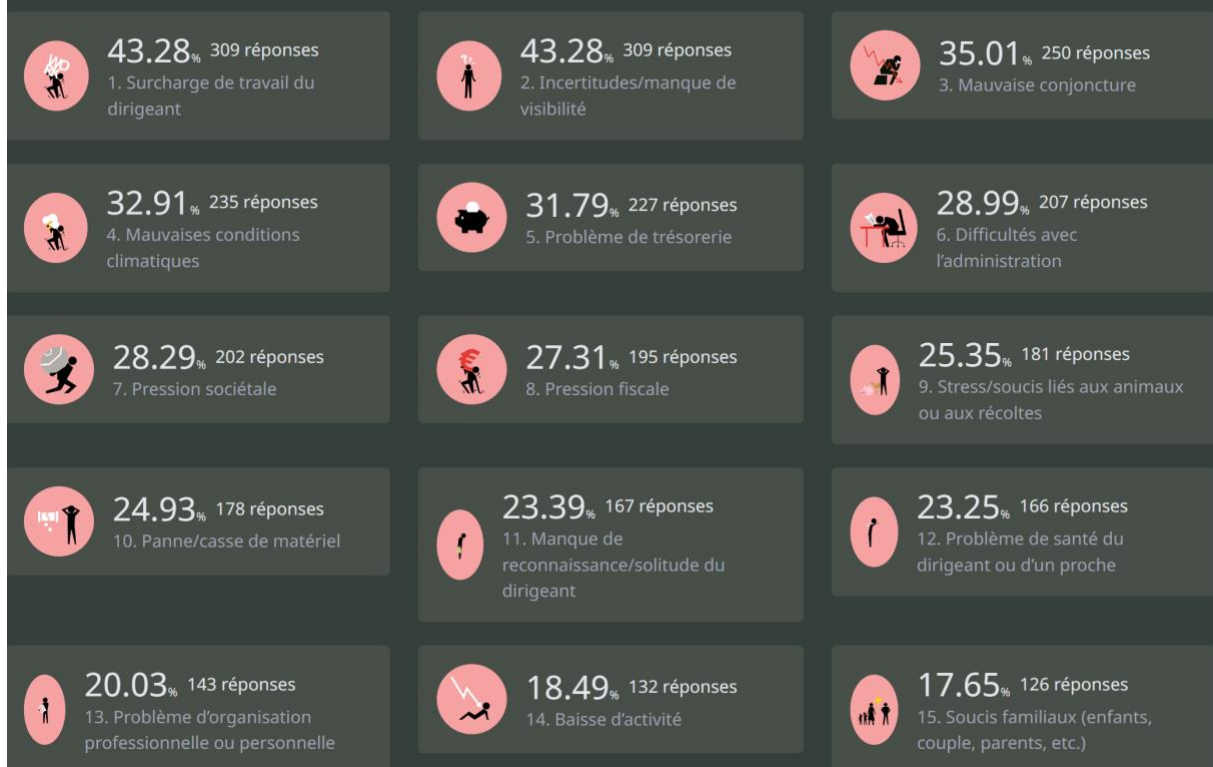 43.28% 309 réponses
1. Surcharge de travail du
dirigeant
43.28% 309 réponses
2. Incertitudes/manque de
visibilité
35.01% 250 réponses
3. Mauvaise conjoncture
32.91% 235 réponses
4. Mauvaises conditions
climatiques
31.79% 227 réponses
5. Problème de trésorerie
28.99% 207 réponses
6. Difficultés avec
l’administration
28.29% 202 réponses
7. Pression sociétale
27.31% 195 réponses
8. Pression fiscale
25.35% 181 réponses
9. Stress/soucis liés aux animaux
ou aux récoltes
24.93% 178 réponses
10. Panne/casse de matériel
23.39% 167 réponses
11. Manque de
reconnaissance/solitude du
dirigeant
23.25% 166 réponses
12. Problème de santé du
dirigeant ou d’un proche
20.03% 143 réponses
13. Problème d’organisation
professionnelle ou personnelle
18.49% 132 réponses
14. Baisse d’activité
17.65% 126 réponses
15. Soucis familiaux (enfants,
couple, parents, etc.)